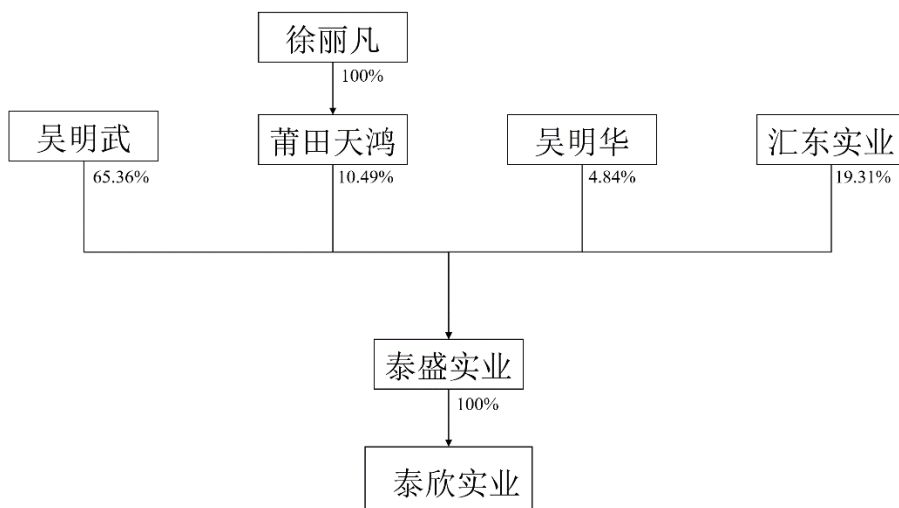 徐丽凡
100%
吴明武
莆田天鸿
吴明华
汇东实业
65.36%
10.49%
4.84%
19.31%
泰盛实业
100%
泰欣实业